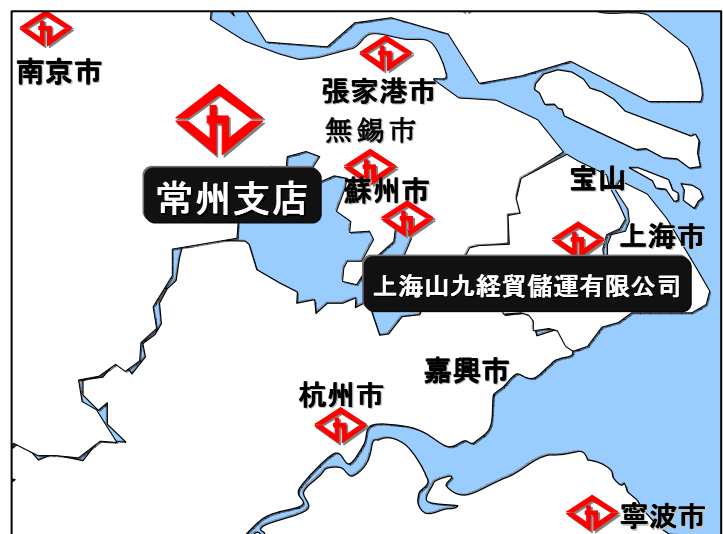 南京市
張家港市
無錫市
常州支店
蘇州市
宝山
上海市
上海山九経貿儲運有限公司
嘉興市
杭州市
寧波市